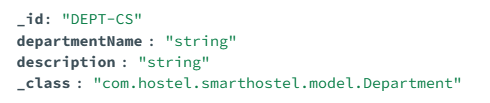 _id: "DEPT-CS"
departmentName : "string"
description : "string"
_class : "com.hostel.smarthostel.model.Department"